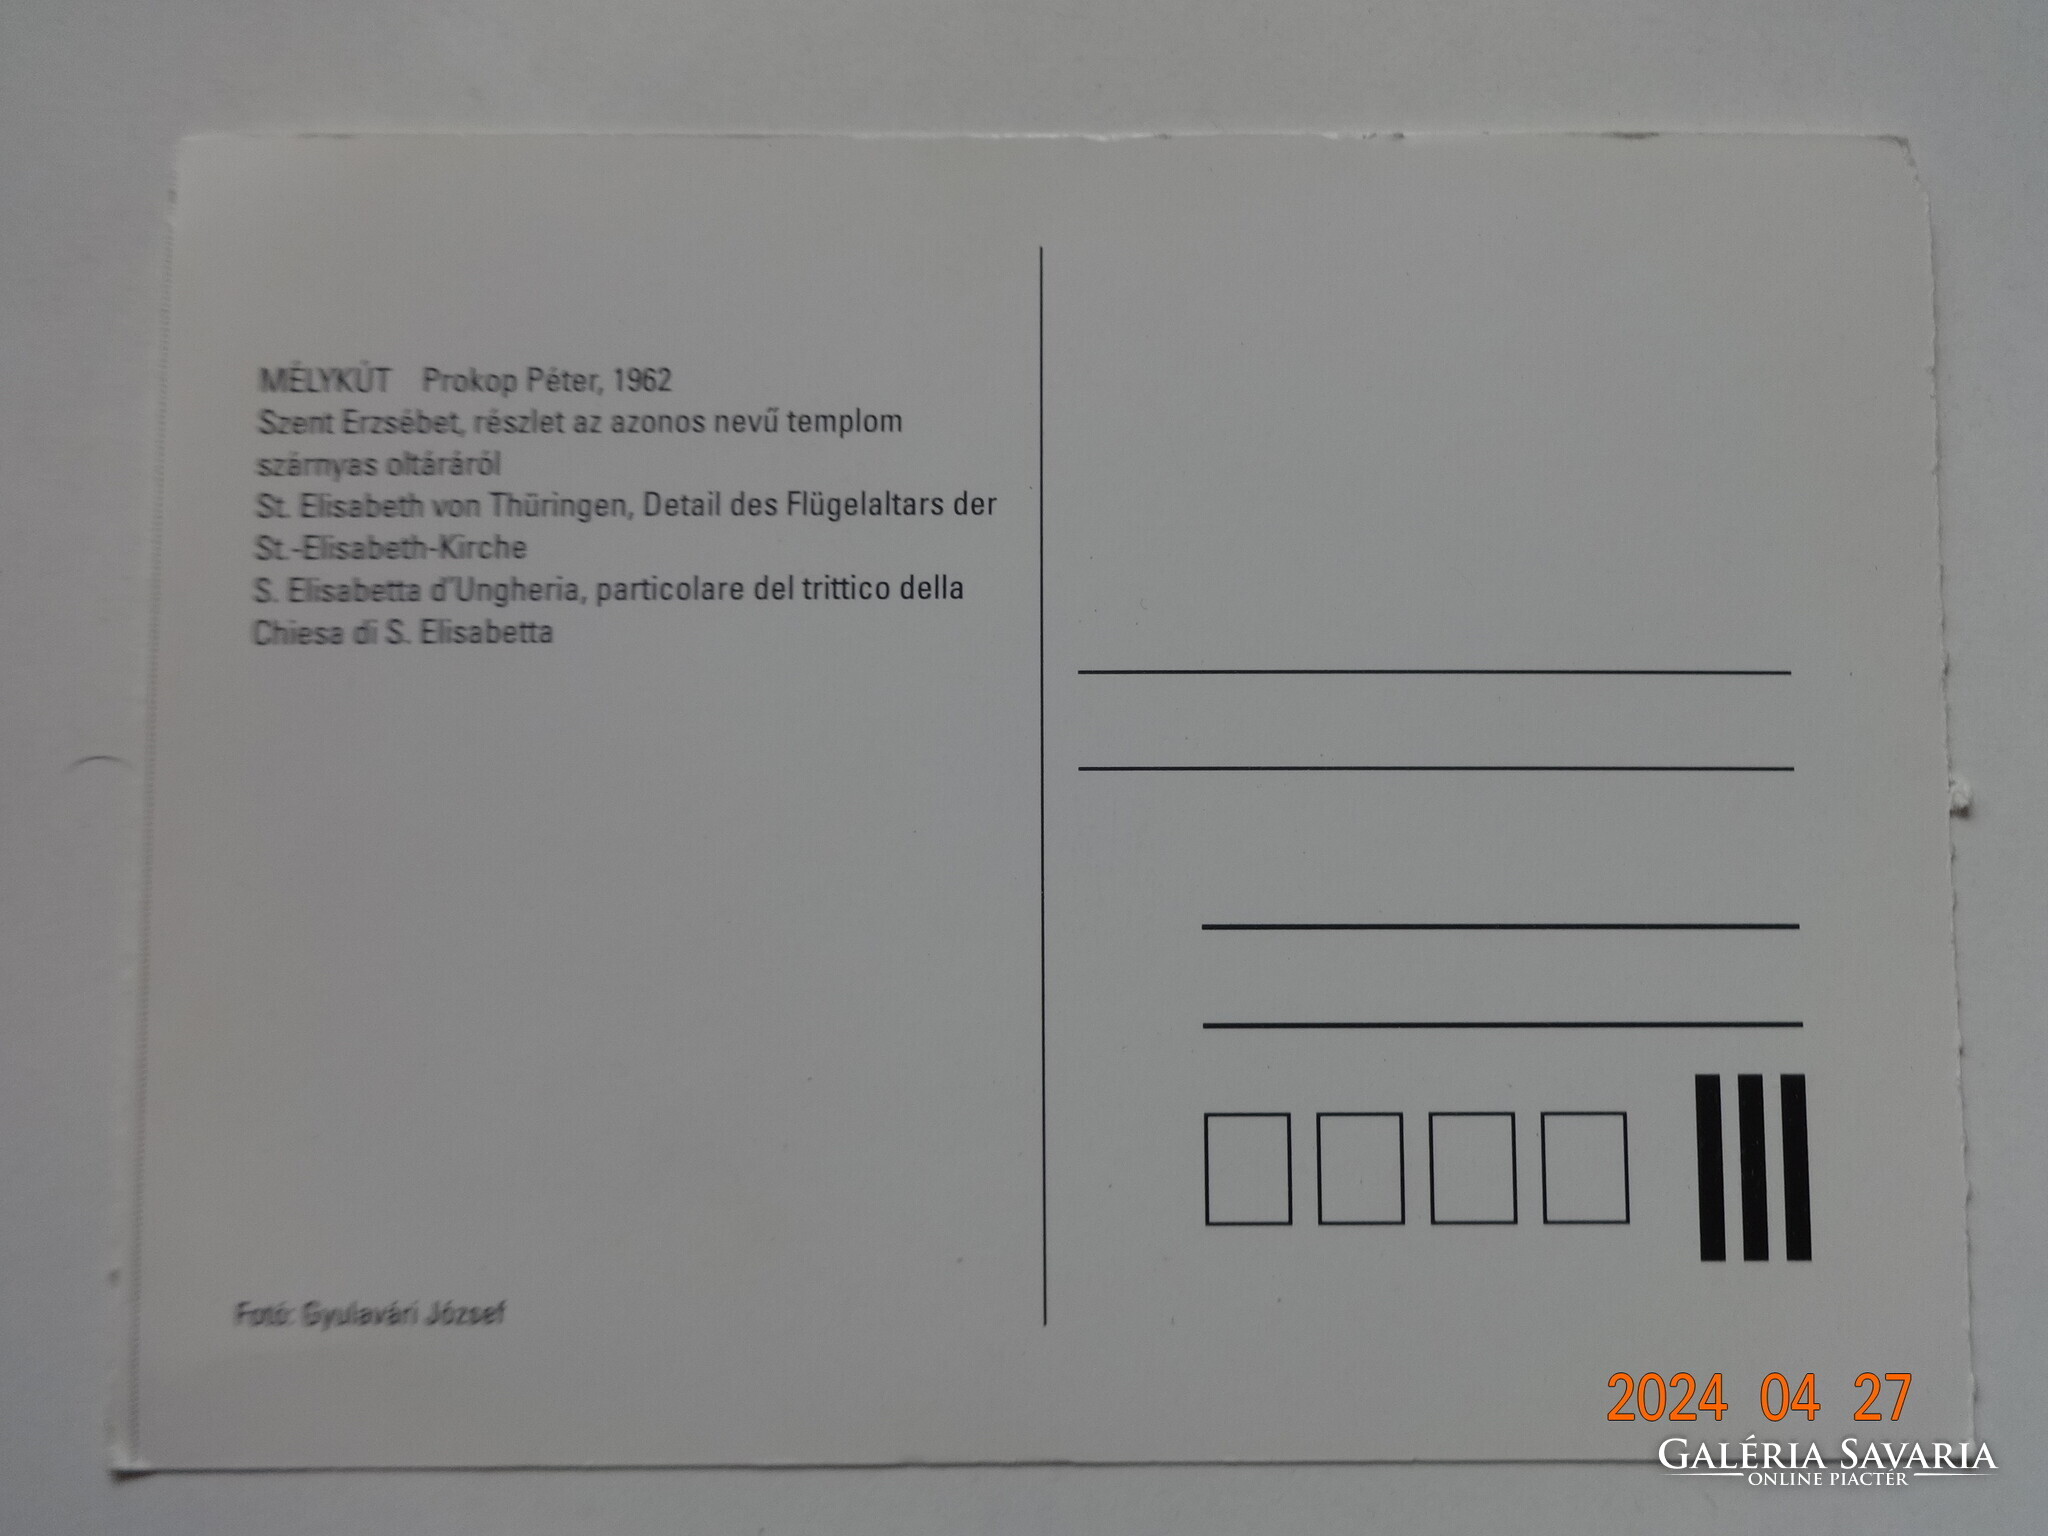 MÉLYKÚT Prokop Péter, 1962
Szent Erzsébet, részlet az azonos nevű templom
szárnyas oltáráról
St. Elisabeth von Thüringen, Detail des Flügelaltars der
St.-Elisabeth-Kirche
S. Elisabetta d'Ungheria, particolare del trittico della
Chiesa di S. Elisabetta
Fotó: Gyulavári József
2024 04 27
GALÉRIA SAVARIA
ONLINE PIACTÉR